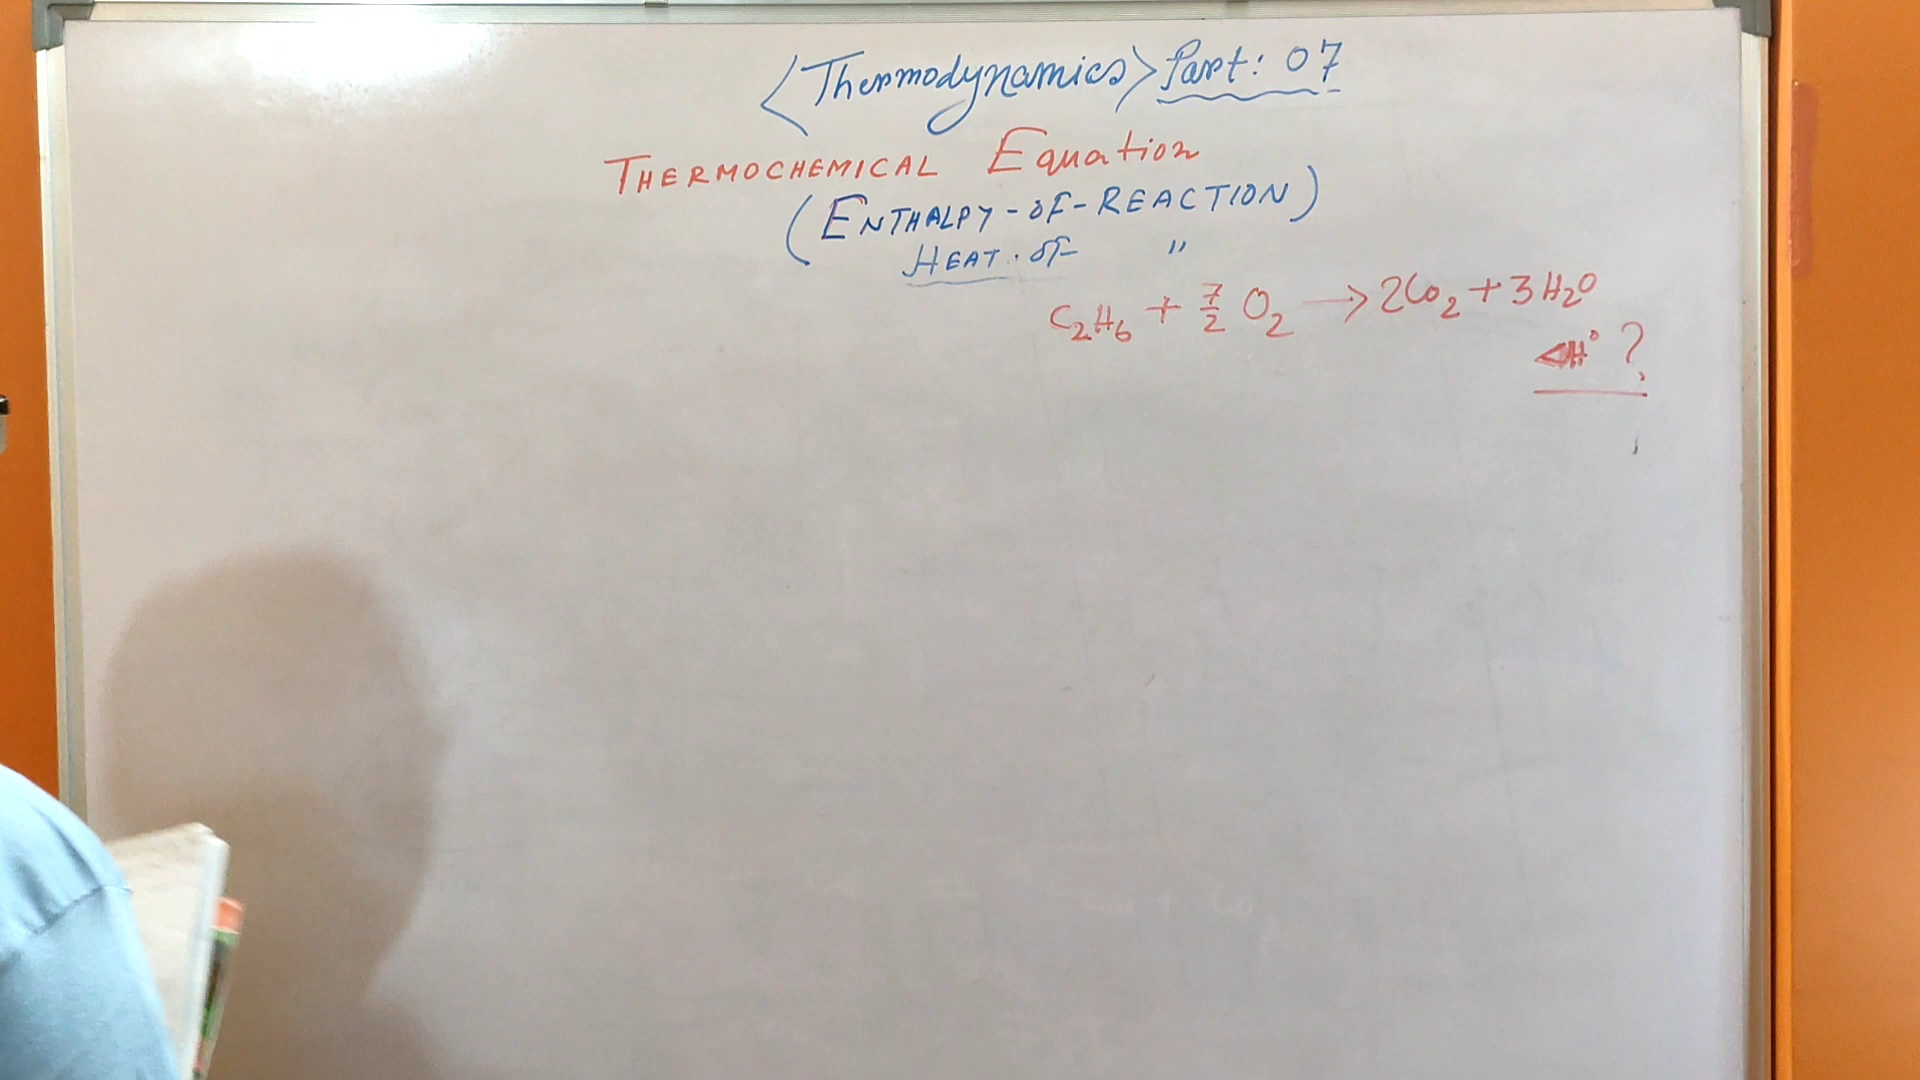 <Thermodynamics> Part: 07
THERMOCHEMICAL Equation
(ENTHALPY-OF-REACTION)
HEAT. OF "
C₂H₆ + 7/2 O₂ → 2CO₂ + 3H₂O
ΔH° ?